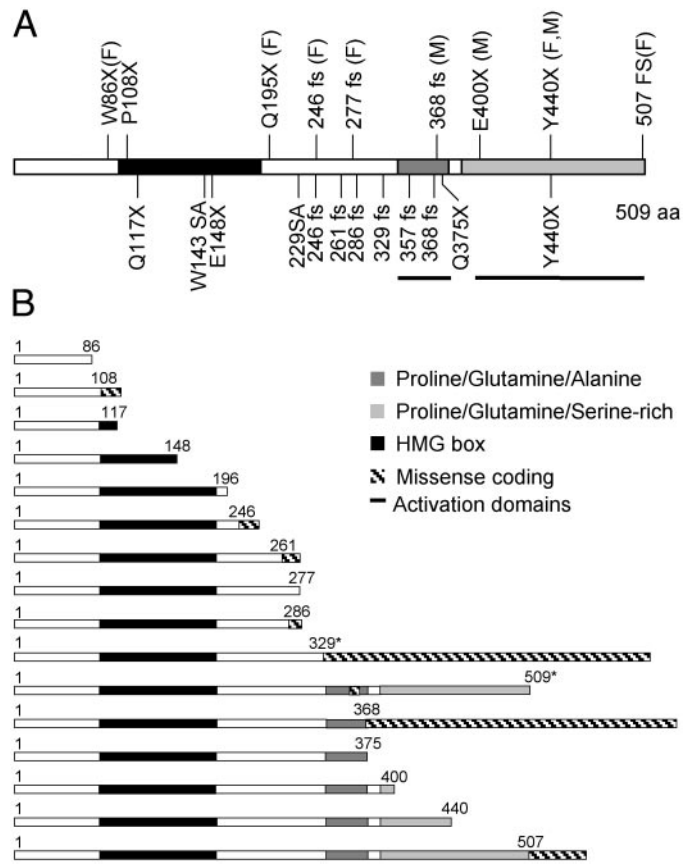 A
W86X(F)
P108X
Q195X (F)
246 fs (F)
277 fs (F)
368 fs (M)
E400X (M)
Y440X (F,M)
507 FS(F)
Q117X
W143 SA
E148X
229SA
246 fs
261 fs
286 fs
329 fs
357 fs
368 fs
Q375X
Y440X
509 aa
B
1 86
1 108
1 117
1 148
1 196
1 246
1 261
1 277
1 286
1 329*
1 509*
1 368
1 375
1 400
1 440
1 507
Proline/Glutamine/Alanine
Proline/Glutamine/Serine-rich
HMG box
Missense coding
Activation domains